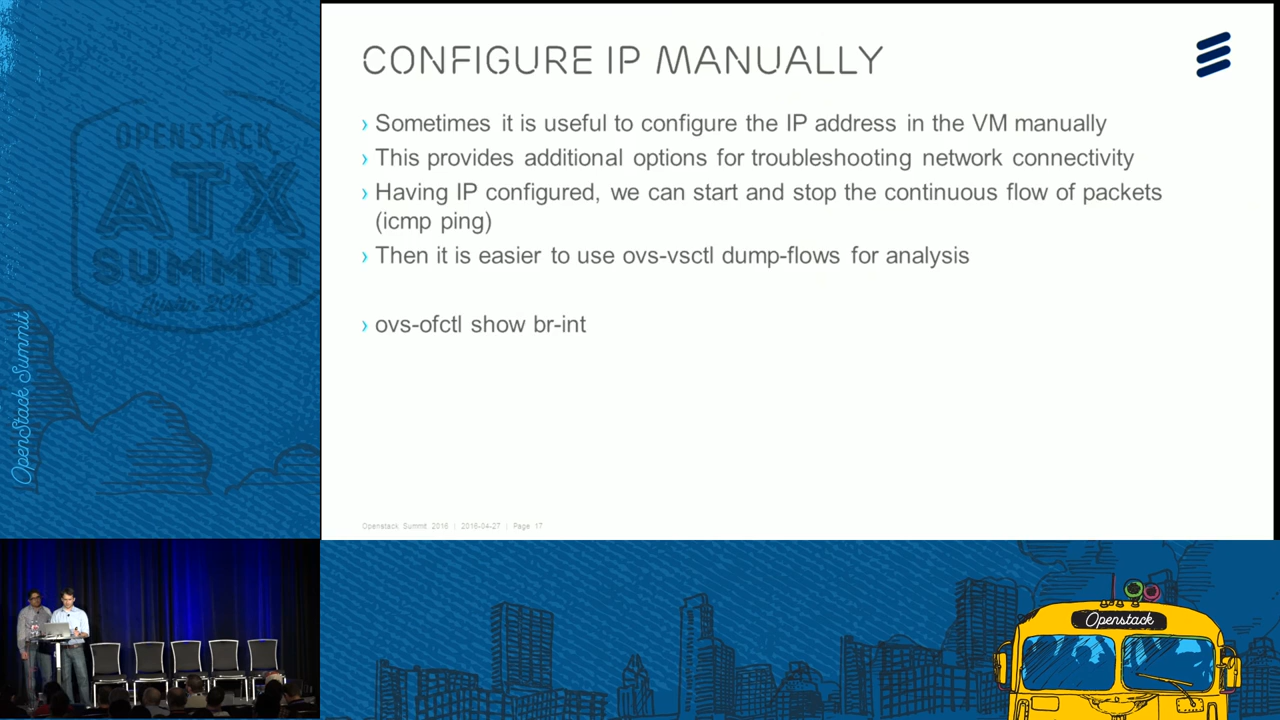 CONFIGURE IP MANUALLY
› Sometimes it is useful to configure the IP address in the VM manually
› This provides additional options for troubleshooting network connectivity
› Having IP configured, we can start and stop the continuous flow of packets
(icmp ping)
› Then it is easier to use ovs-vsctl dump-flows for analysis
› ovs-ofctl show br-int
Openstack Summit 2016 | 2016-04-27 | Page 17
OPENSTACK
ATX
SUMMIT
Austin 2016
OpenStack Summit
Openstack